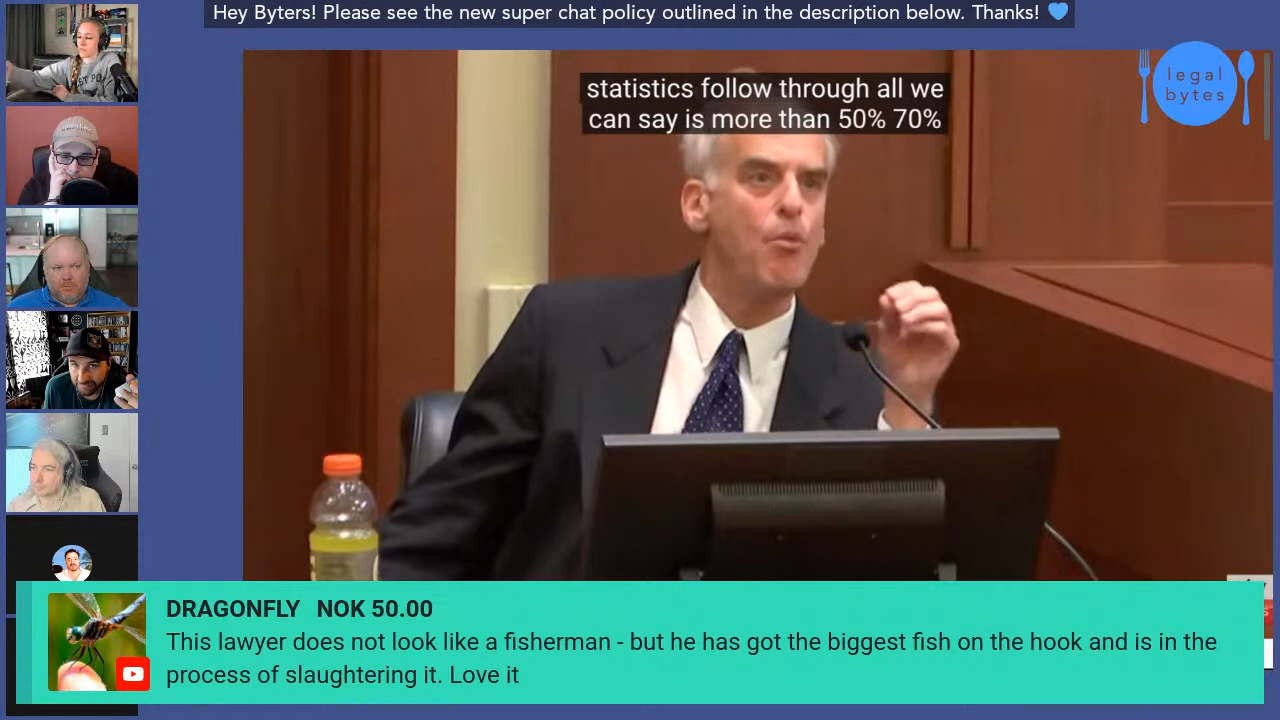 Hey Byters! Please see the new super chat policy outlined in the description below. Thanks! 💙
legal
bytes
statistics follow through all we
can say is more than 50% 70%
DRAGONFLY NOK 50.00
This lawyer does not look like a fisherman - but he has got the biggest fish on the hook and is in the
process of slaughtering it. Love it